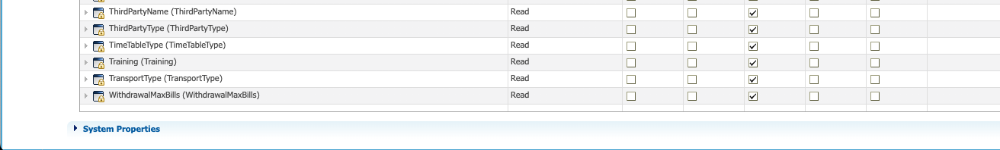 ThirdPartyName (ThirdPartyName) Read
ThirdPartyType (ThirdPartyType) Read
TimeTableType (TimeTableType) Read
Training (Training) Read
TransportType (TransportType) Read
WithdrawalMaxBills (WithdrawalMaxBills) Read
System Properties